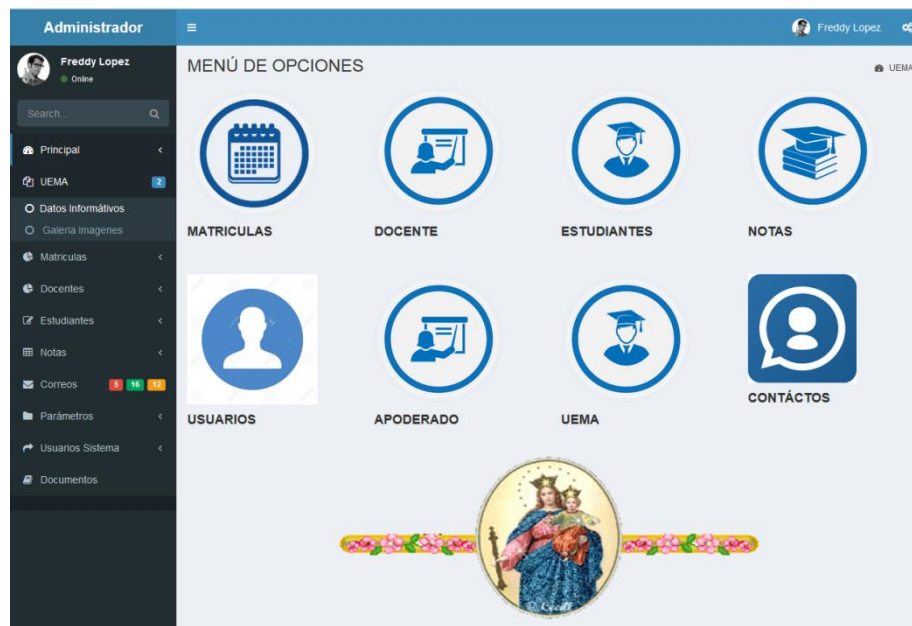 Administrador
Freddy Lopez
Freddy Lopez
Online
MENÚ DE OPCIONES
UEMA
Search...
Principal
UEMA 2
Datos Informátivos
Galeria Imagenes
Matriculas
Docentes
Estudiantes
Notas
Correos 5 16 12
Parámetros
Usuarios Sistema
Documentos
MATRICULAS
DOCENTE
ESTUDIANTES
NOTAS
USUARIOS
APODERADO
UEMA
CONTÁCTOS